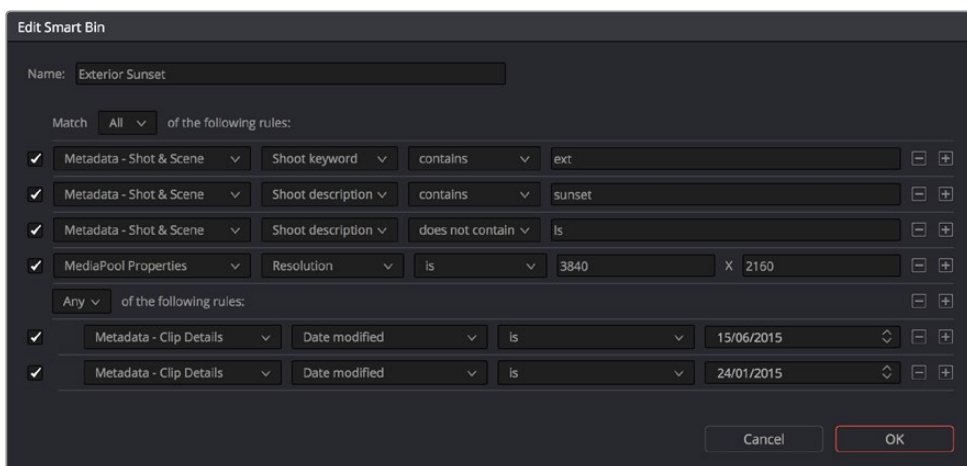 Edit Smart Bin
Name: Exterior Sunset
Match All of the following rules:
Metadata - Shot & Scene Shoot keyword contains ext
Metadata - Shot & Scene Shoot description contains sunset
Metadata - Shot & Scene Shoot description does not contain ls
MediaPool Properties Resolution is 3840 X 2160
Any of the following rules:
Metadata - Clip Details Date modified is 15/06/2015
Metadata - Clip Details Date modified is 24/01/2015
Cancel OK